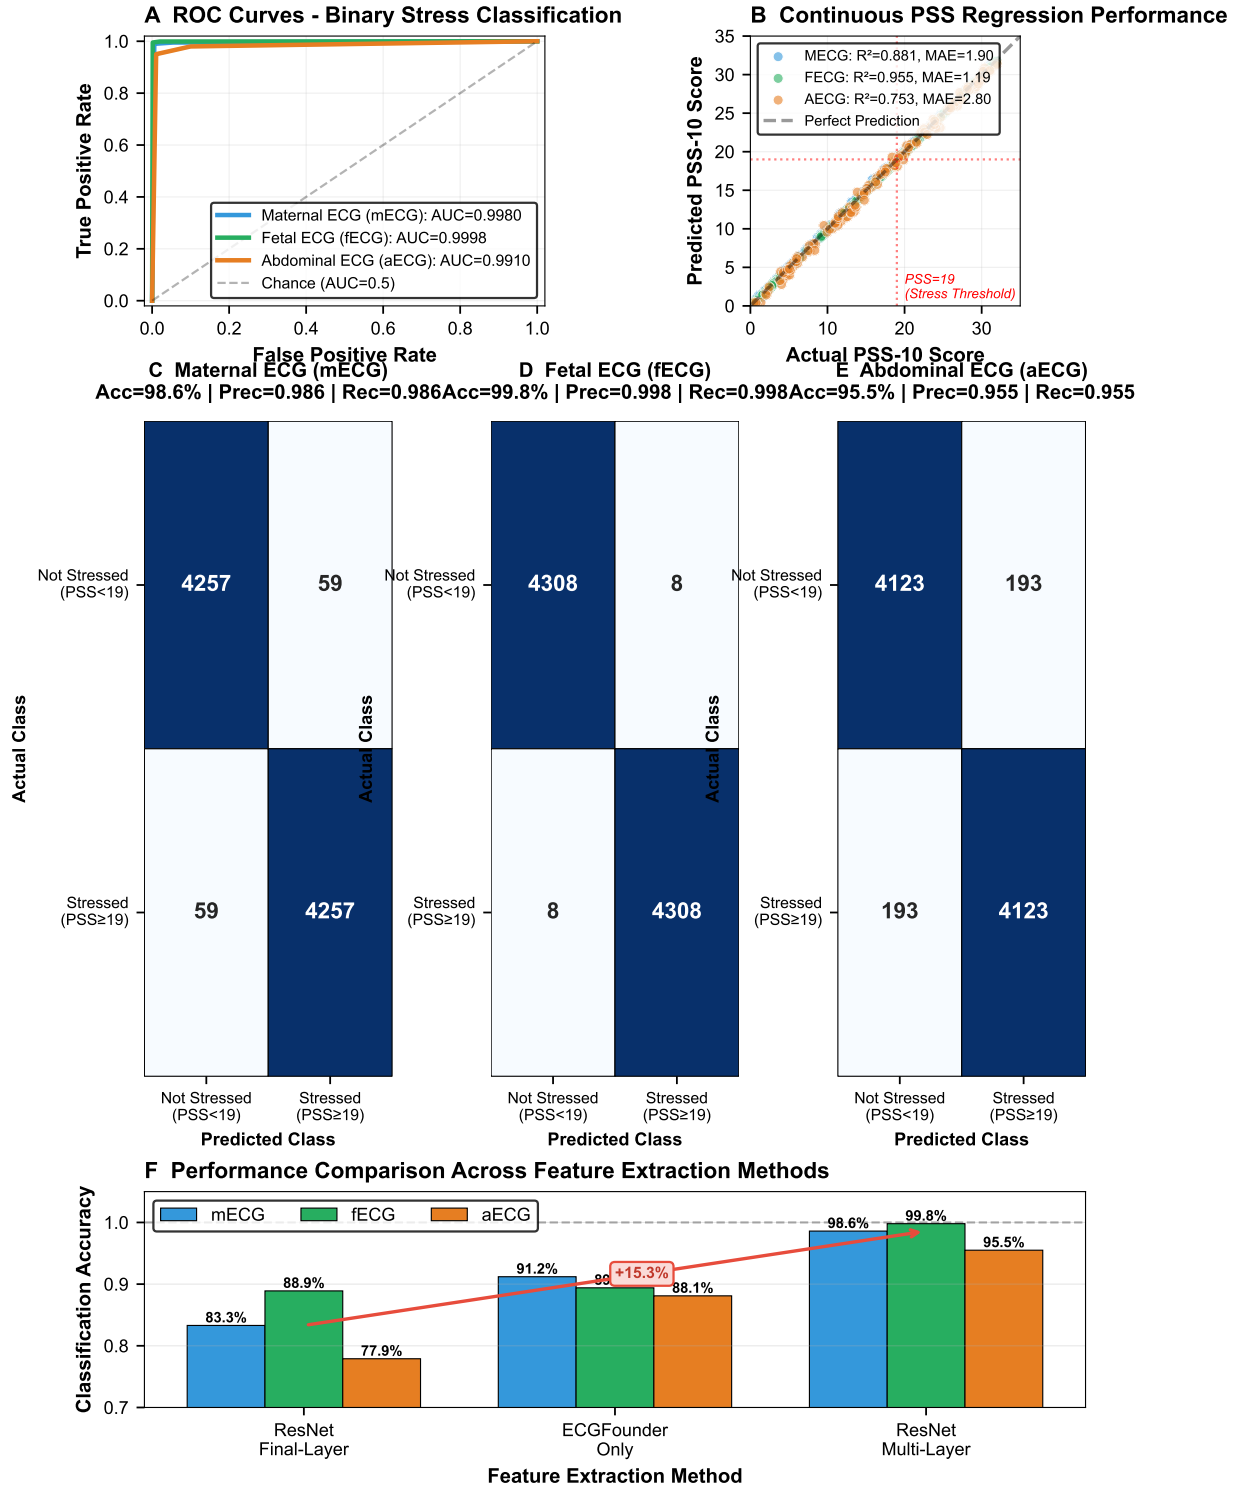 A ROC Curves - Binary Stress Classification
True Positive Rate
1.0
0.8
0.6
0.4
0.2
0.0
Maternal ECG (mECG): AUC=0.9980
Fetal ECG (fECG): AUC=0.9998
Abdominal ECG (aECG): AUC=0.9910
Chance (AUC=0.5)
0.0 0.2 0.4 0.6 0.8 1.0
False Positive Rate
B Continuous PSS Regression Performance
Predicted PSS-10 Score
35
30
25
20
15
10
5
0
MECG: R²=0.881, MAE=1.90
FECG: R²=0.955, MAE=1.19
AECG: R²=0.753, MAE=2.80
Perfect Prediction
PSS=19
(Stress Threshold)
0 10 20 30
Actual PSS-10 Score
C Maternal ECG (mECG)
Acc=98.6% | Prec=0.986 | Rec=0.986
Actual Class
Not Stressed
(PSS<19)
4257 59
Stressed
(PSS≥19)
59 4257
Not Stressed
(PSS<19)
Stressed
(PSS≥19)
Predicted Class
D Fetal ECG (fECG)
Acc=99.8% | Prec=0.998 | Rec=0.998
Actual Class
Not Stressed
(PSS<19)
4308 8
Stressed
(PSS≥19)
8 4308
Not Stressed
(PSS<19)
Stressed
(PSS≥19)
Predicted Class
E Abdominal ECG (aECG)
Acc=95.5% | Prec=0.955 | Rec=0.955
Actual Class
Not Stressed
(PSS<19)
4123 193
Stressed
(PSS≥19)
193 4123
Not Stressed
(PSS<19)
Stressed
(PSS≥19)
Predicted Class
F Performance Comparison Across Feature Extraction Methods
Classification Accuracy
1.0
0.9
0.8
0.7
mECG fECG aECG
83.3% 88.9% 77.9%
91.2% 88.1%
+15.3%
98.6% 99.8% 95.5%
ResNet
Final-Layer
ECGFounder
Only
ResNet
Multi-Layer
Feature Extraction Method